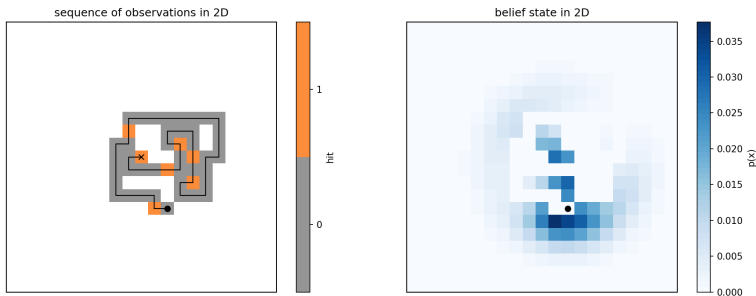 sequence of observations in 2D
1
hit
0
belief state in 2D
0.035
0.030
0.025
0.020
p(x)
0.015
0.010
0.005
0.000